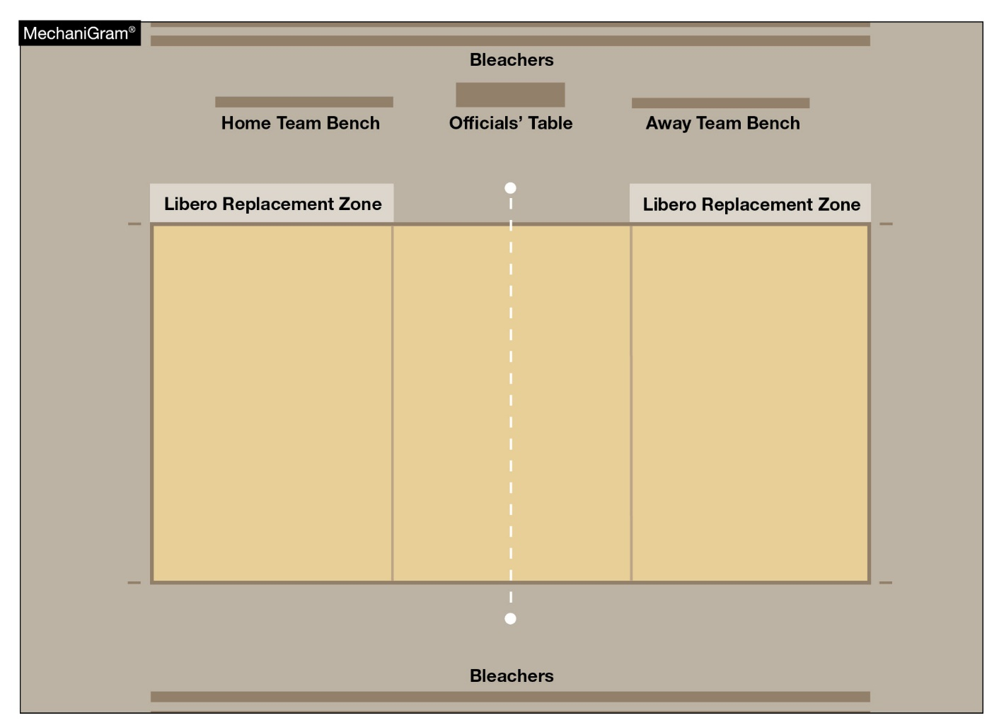 MechaniGram®
Bleachers
Home Team Bench
Officials’ Table
Away Team Bench
Libero Replacement Zone
Libero Replacement Zone
Bleachers